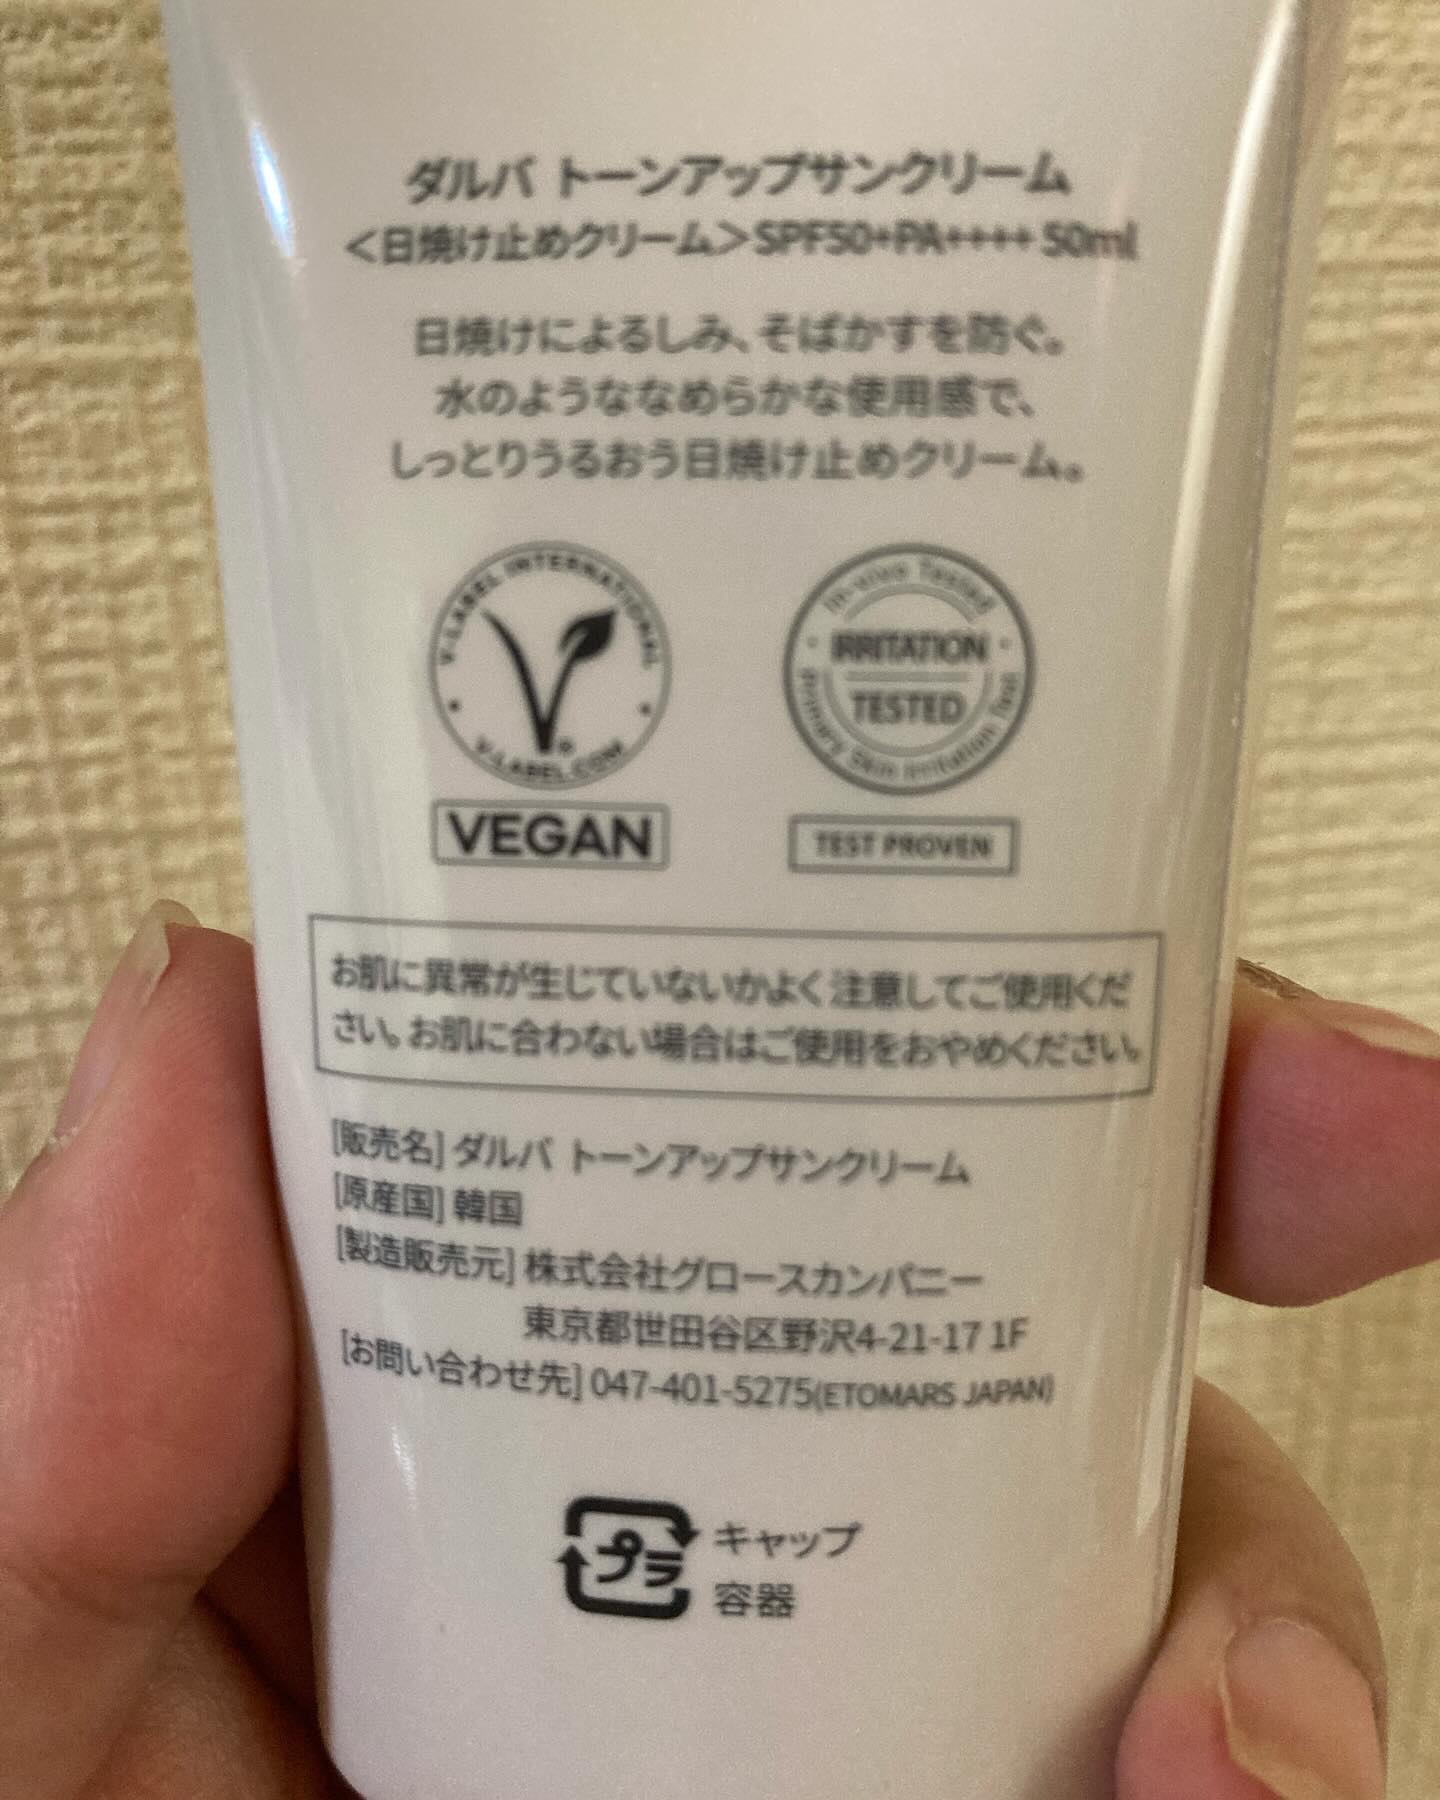 ダルバ トーンアップサンクリーム
＜日焼け止めクリーム＞SPF50+PA++++ 50ml
日焼けによるしみ、そばかすを防ぐ。
水のようななめらかな使用感で、
しっとりうるおう日焼け止めクリーム。
V-LABEL INTERNATIONAL
V-LABEL.COM
VEGAN
In-vivo Tested
IRRITATION
TESTED
Primary Skin Irritation Test
TEST PROVEN
お肌に異常が生じていないかよく注意してご使用くだ
さい。お肌に合わない場合はご使用をおやめください。
[販売名] ダルバ トーンアップサンクリーム
[原産国] 韓国
[製造販売元] 株式会社グロースカンパニー
東京都世田谷区野沢4-21-17 1F
[お問い合わせ先] 047-401-5275(ETOMARS JAPAN)
プラ
キャップ
容器